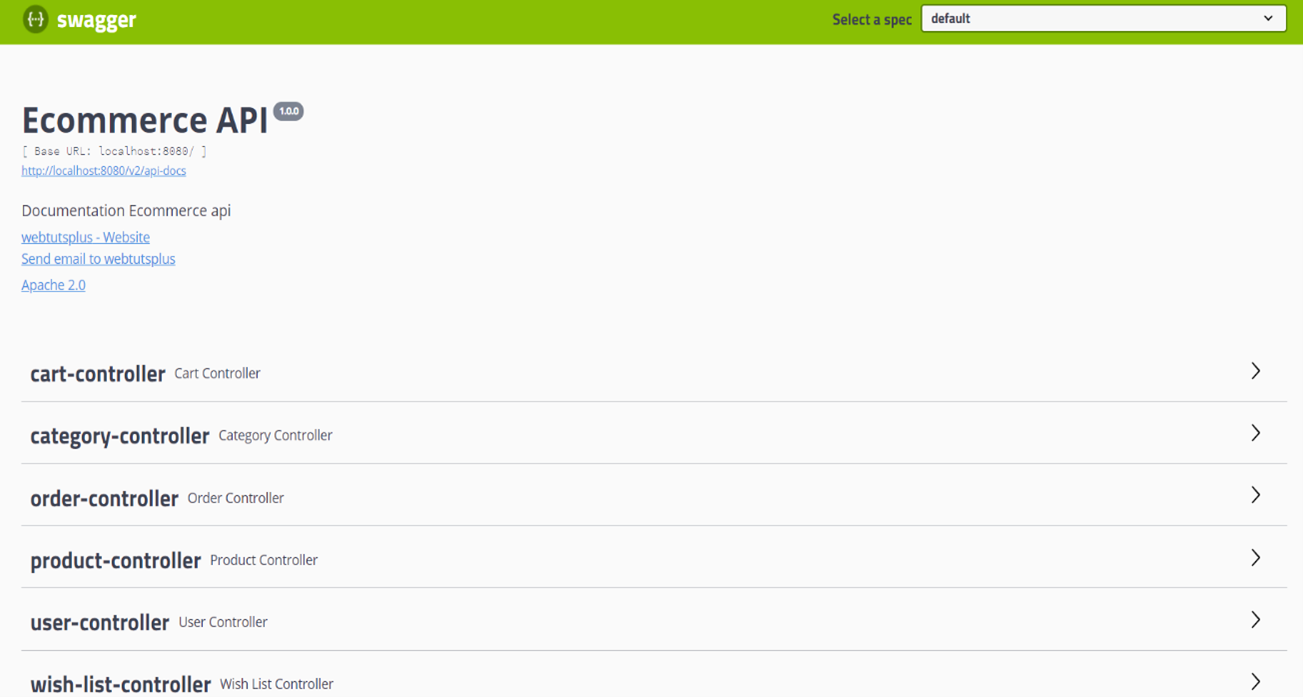 {···} swagger
Select a spec default
Ecommerce API 1.0.0
[ Base URL: localhost:8080/ ]
http://localhost:8080/v2/api-docs
Documentation Ecommerce api
webtutsplus - Website
Send email to webtutsplus
Apache 2.0
cart-controller Cart Controller
category-controller Category Controller
order-controller Order Controller
product-controller Product Controller
user-controller User Controller
wish-list-controller Wish List Controller